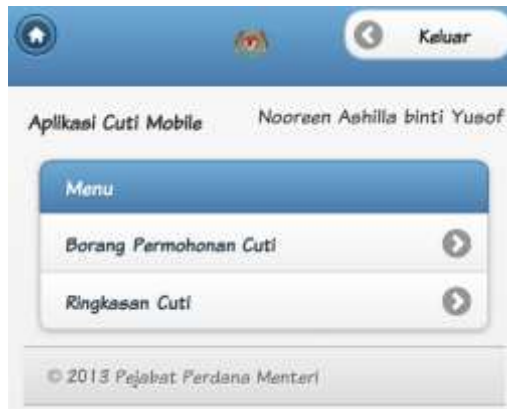 Keluar
Aplikasi Cuti Mobile Nooreen Ashilla binti Yusof
Menu
Borang Permohonan Cuti
Ringkasan Cuti
© 2013 Pejabat Perdana Menteri